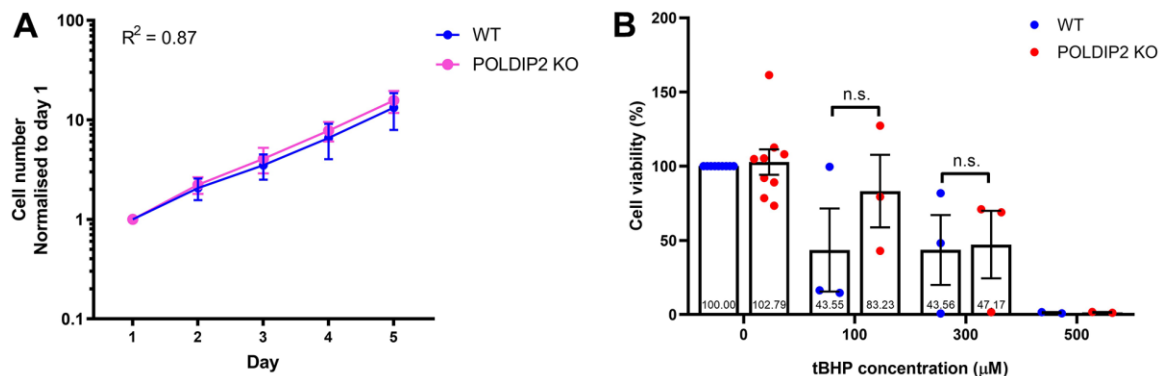 A
R² = 0.87
WT
POLDIP2 KO
Cell number
Normalised to day 1
100
10
1
0.1
1 2 3 4 5
Day
B
WT
POLDIP2 KO
Cell viability (%)
200
150
100
50
0
n.s.
n.s.
100.00 102.79 43.55 83.23 43.56 47.17
0 100 300 500
tBHP concentration (μM)